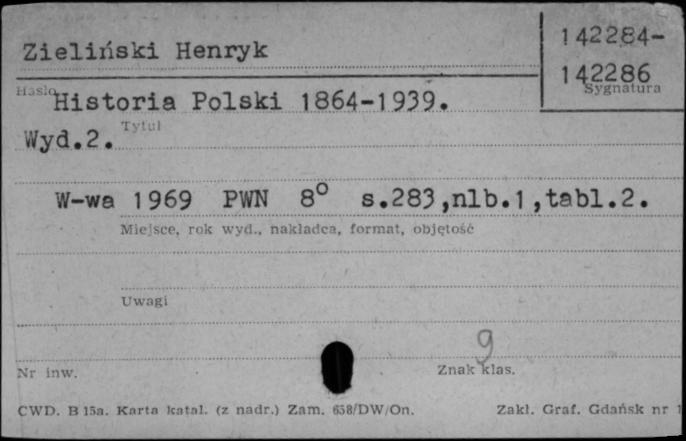 Zieliński Henryk
142284-
142286
Sygnatura
Hasło
Historia Polski 1864-1939.
Tytuł
Wyd.2.
W-wa 1969 PWN 8° s.283,nlb.1,tabl.2.
Miejsce, rok wyd., nakładca, format, objętość
Uwagi
9
Nr inw.
Znak klas.
CWD. B 15a. Karta katal. (z nadr.) Zam. 658/DW/On.
Zakł. Graf. Gdańsk nr 1